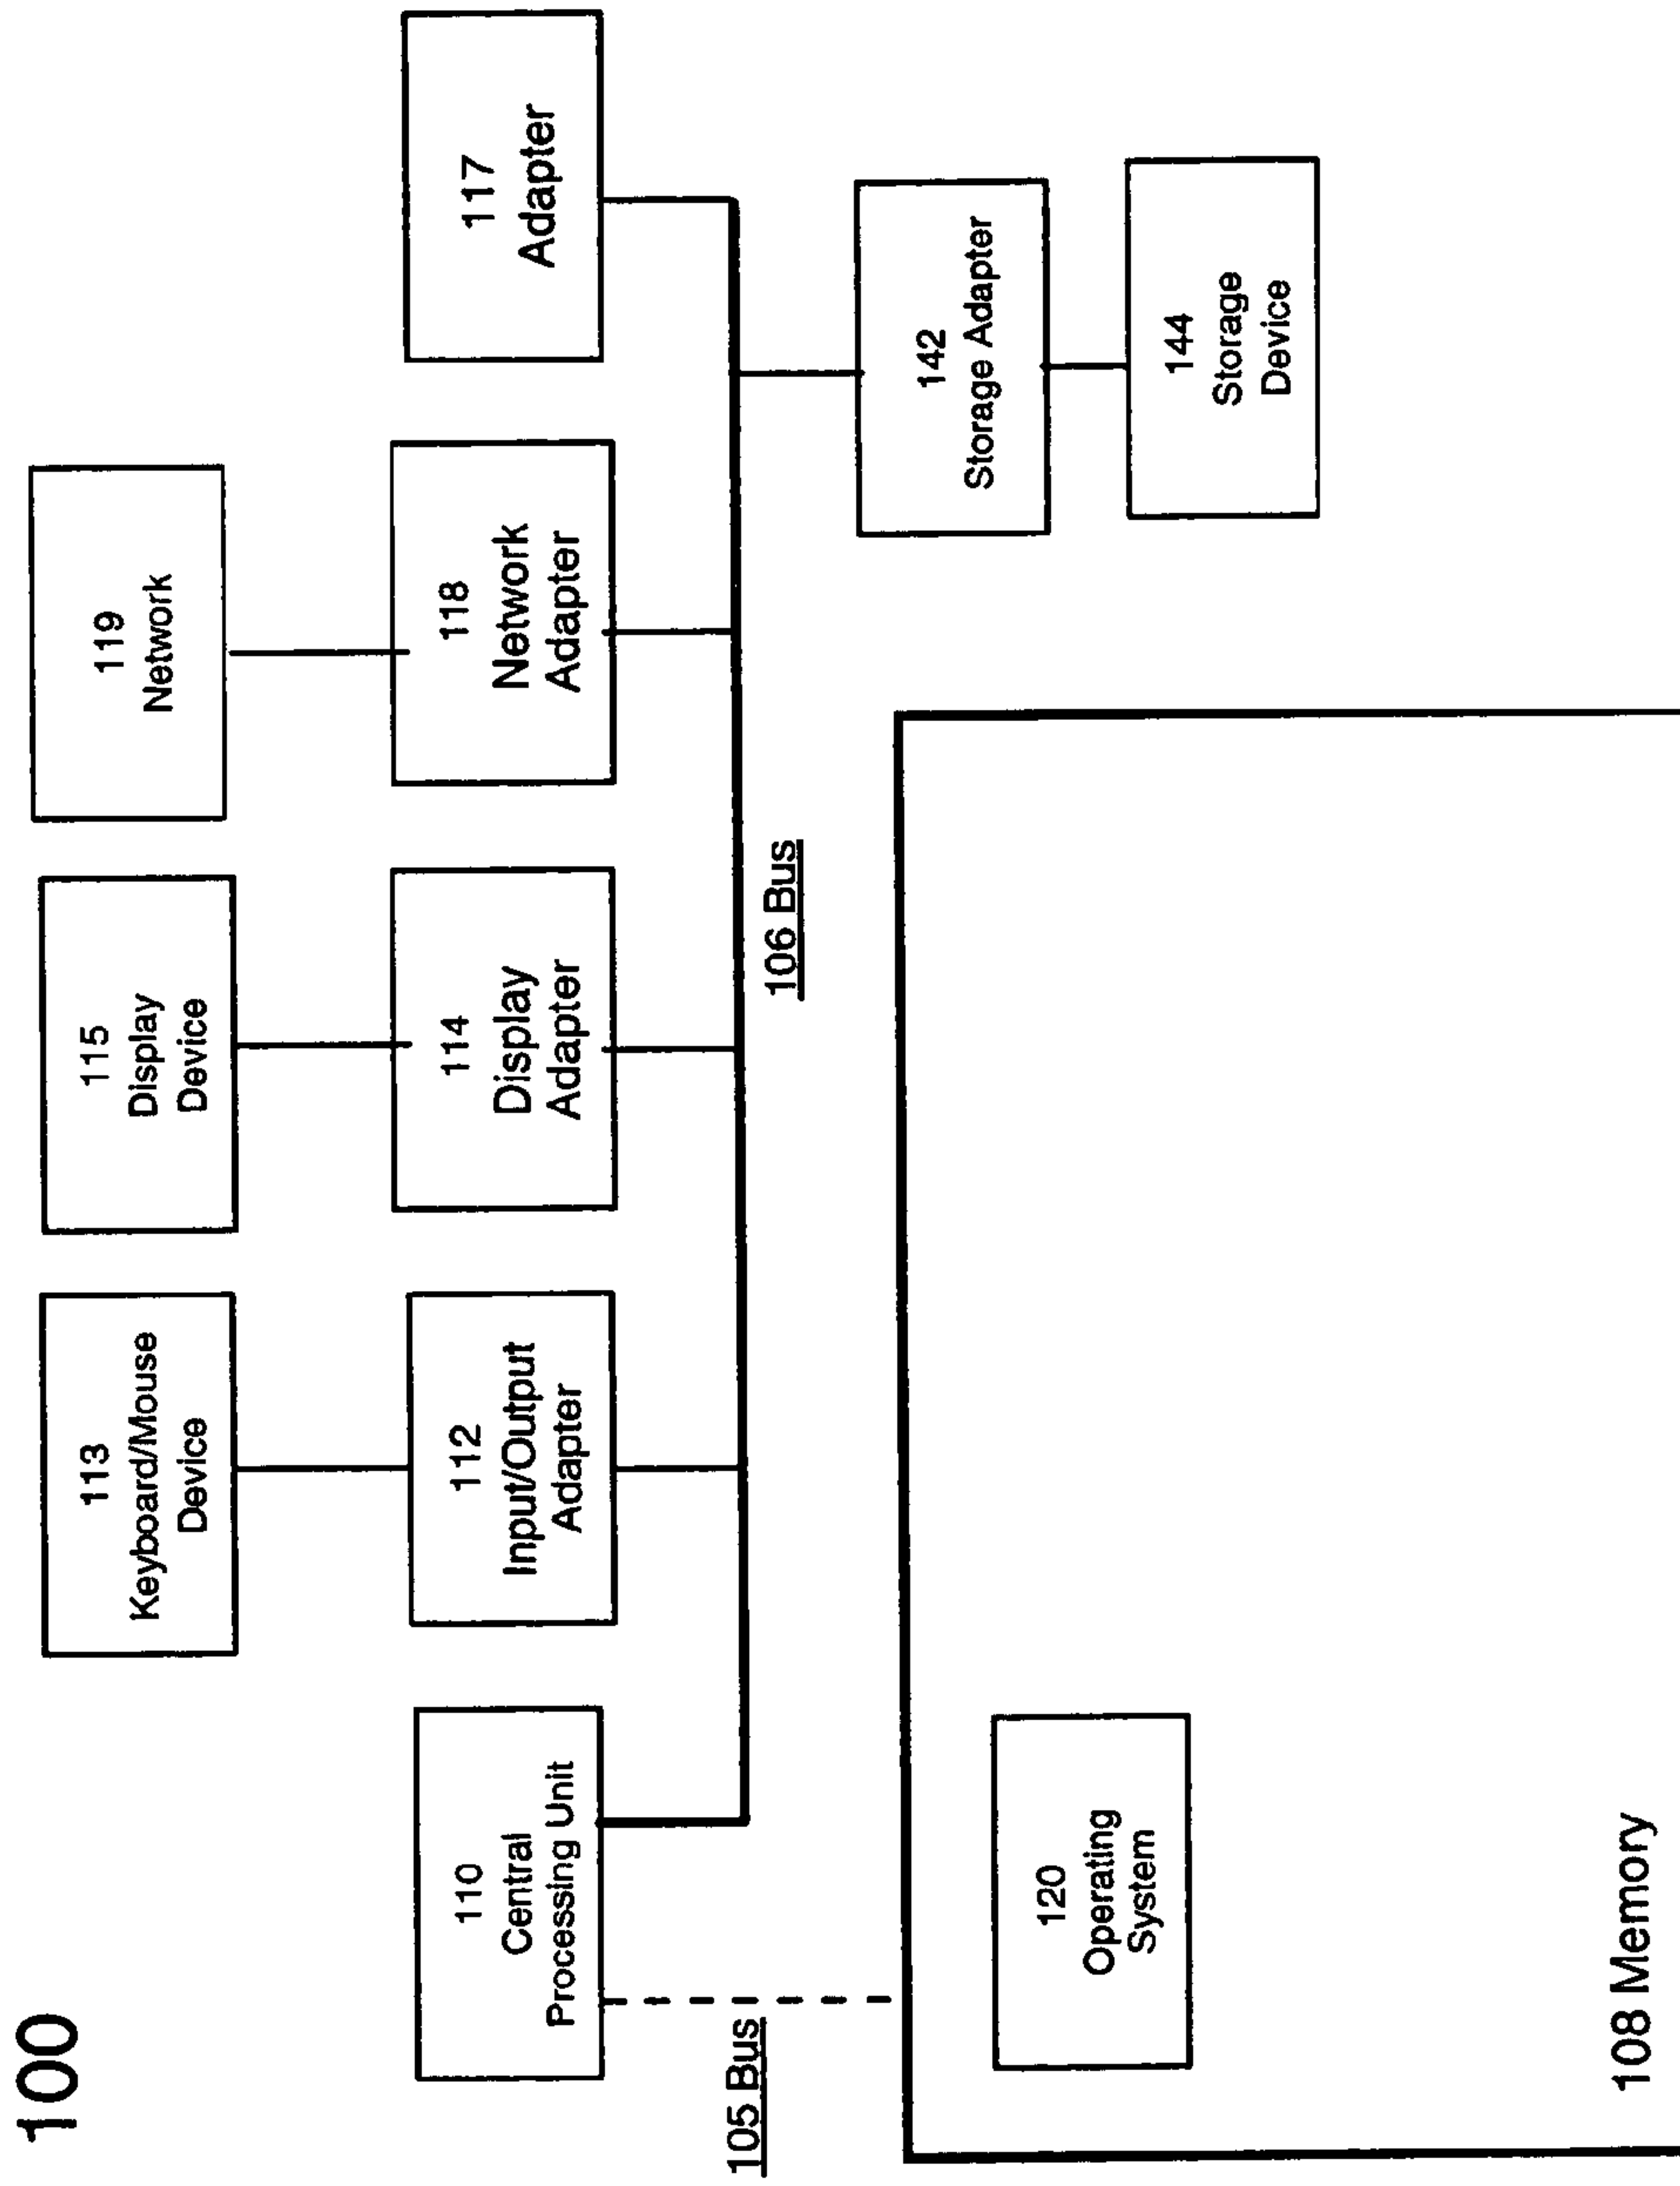 100
113
Keyboard/Mouse
Device
115
Display
Device
119
Network
110
Central
Processing Unit
112
Input/Output
Adapter
114
Display
Adapter
118
Network
Adapter
117
Adapter
105 Bus
106 Bus
142
Storage Adapter
144
Storage
Device
120
Operating
System
108 Memory